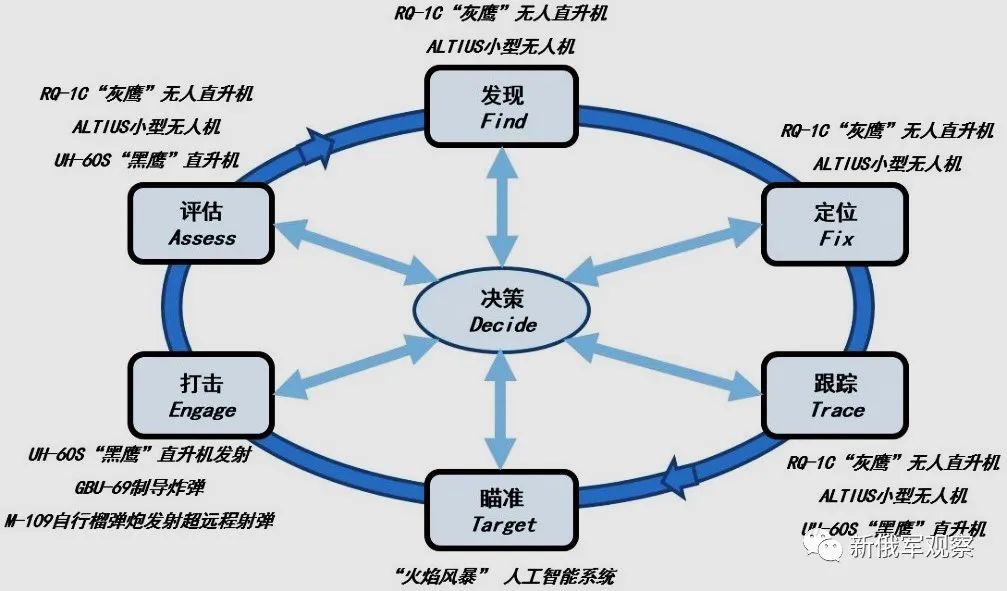 RQ-1C“灰鹰”无人直升机
ALTIUS小型无人机
发现
Find
RQ-1C“灰鹰”无人直升机
ALTIUS小型无人机
UH-60S“黑鹰”直升机
评估
Assess
RQ-1C“灰鹰”无人直升机
ALTIUS小型无人机
定位
Fix
决策
Decide
打击
Engage
UH-60S“黑鹰”直升机发射
GBU-69制导炸弹
M-109自行榴弹炮发射超远程射弹
跟踪
Trace
RQ-1C“灰鹰”无人直升机
ALTIUS小型无人机
UH-60S“黑鹰”直升机
瞄准
Target
“火焰风暴” 人工智能系统
新俄军观察